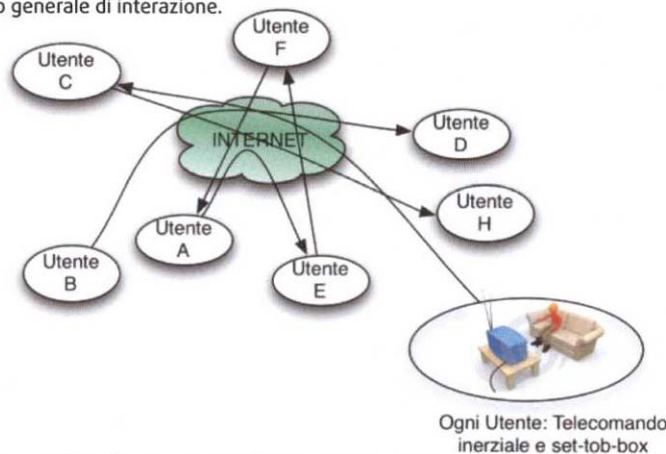 o generale di interazione.
Utente
F
Utente
C
INTERNET
Utente
D
Utente
H
Utente
A
Utente
B
Utente
E
Ogni Utente: Telecomando
inerziale e set-tob-box